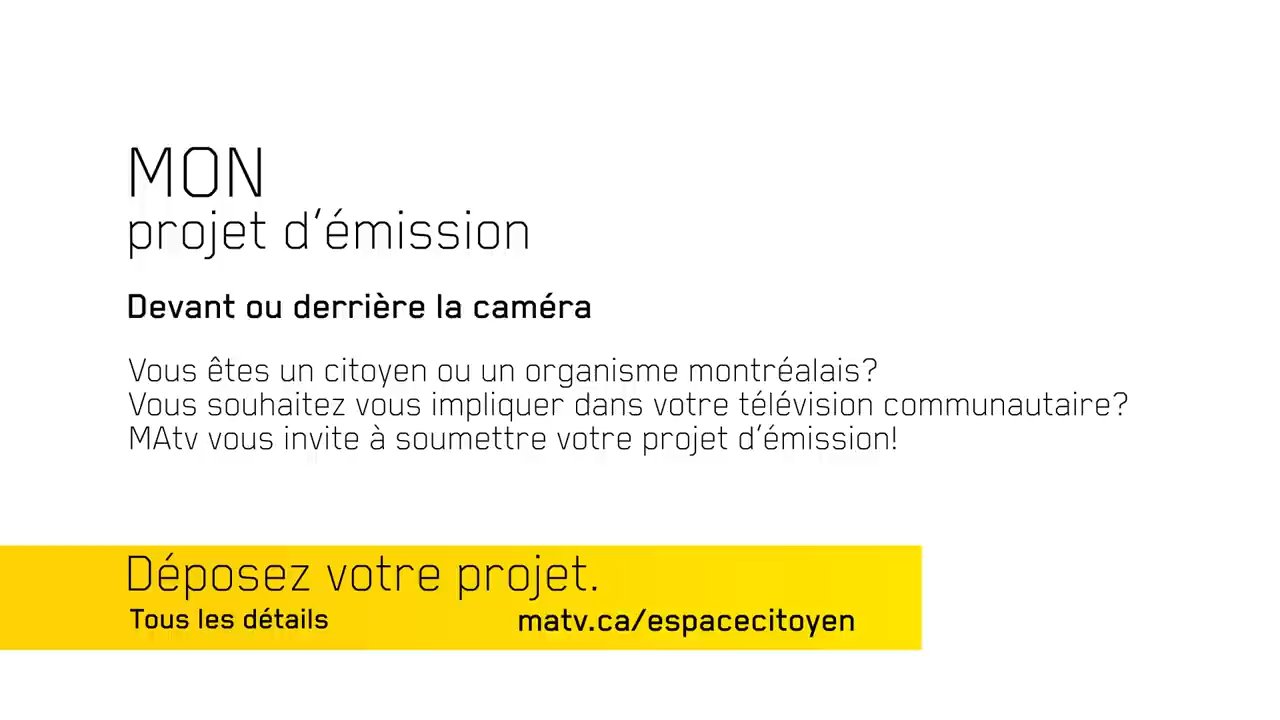 MON
projet d'émission
Devant ou derrière la caméra
Vous êtes un citoyen ou un organisme montréalais?
Vous souhaitez vous impliquer dans votre télévision communautaire?
MAtv vous invite à soumettre votre projet d'émission!
Déposez votre projet.
Tous les détails matv.ca/espacecitoyen